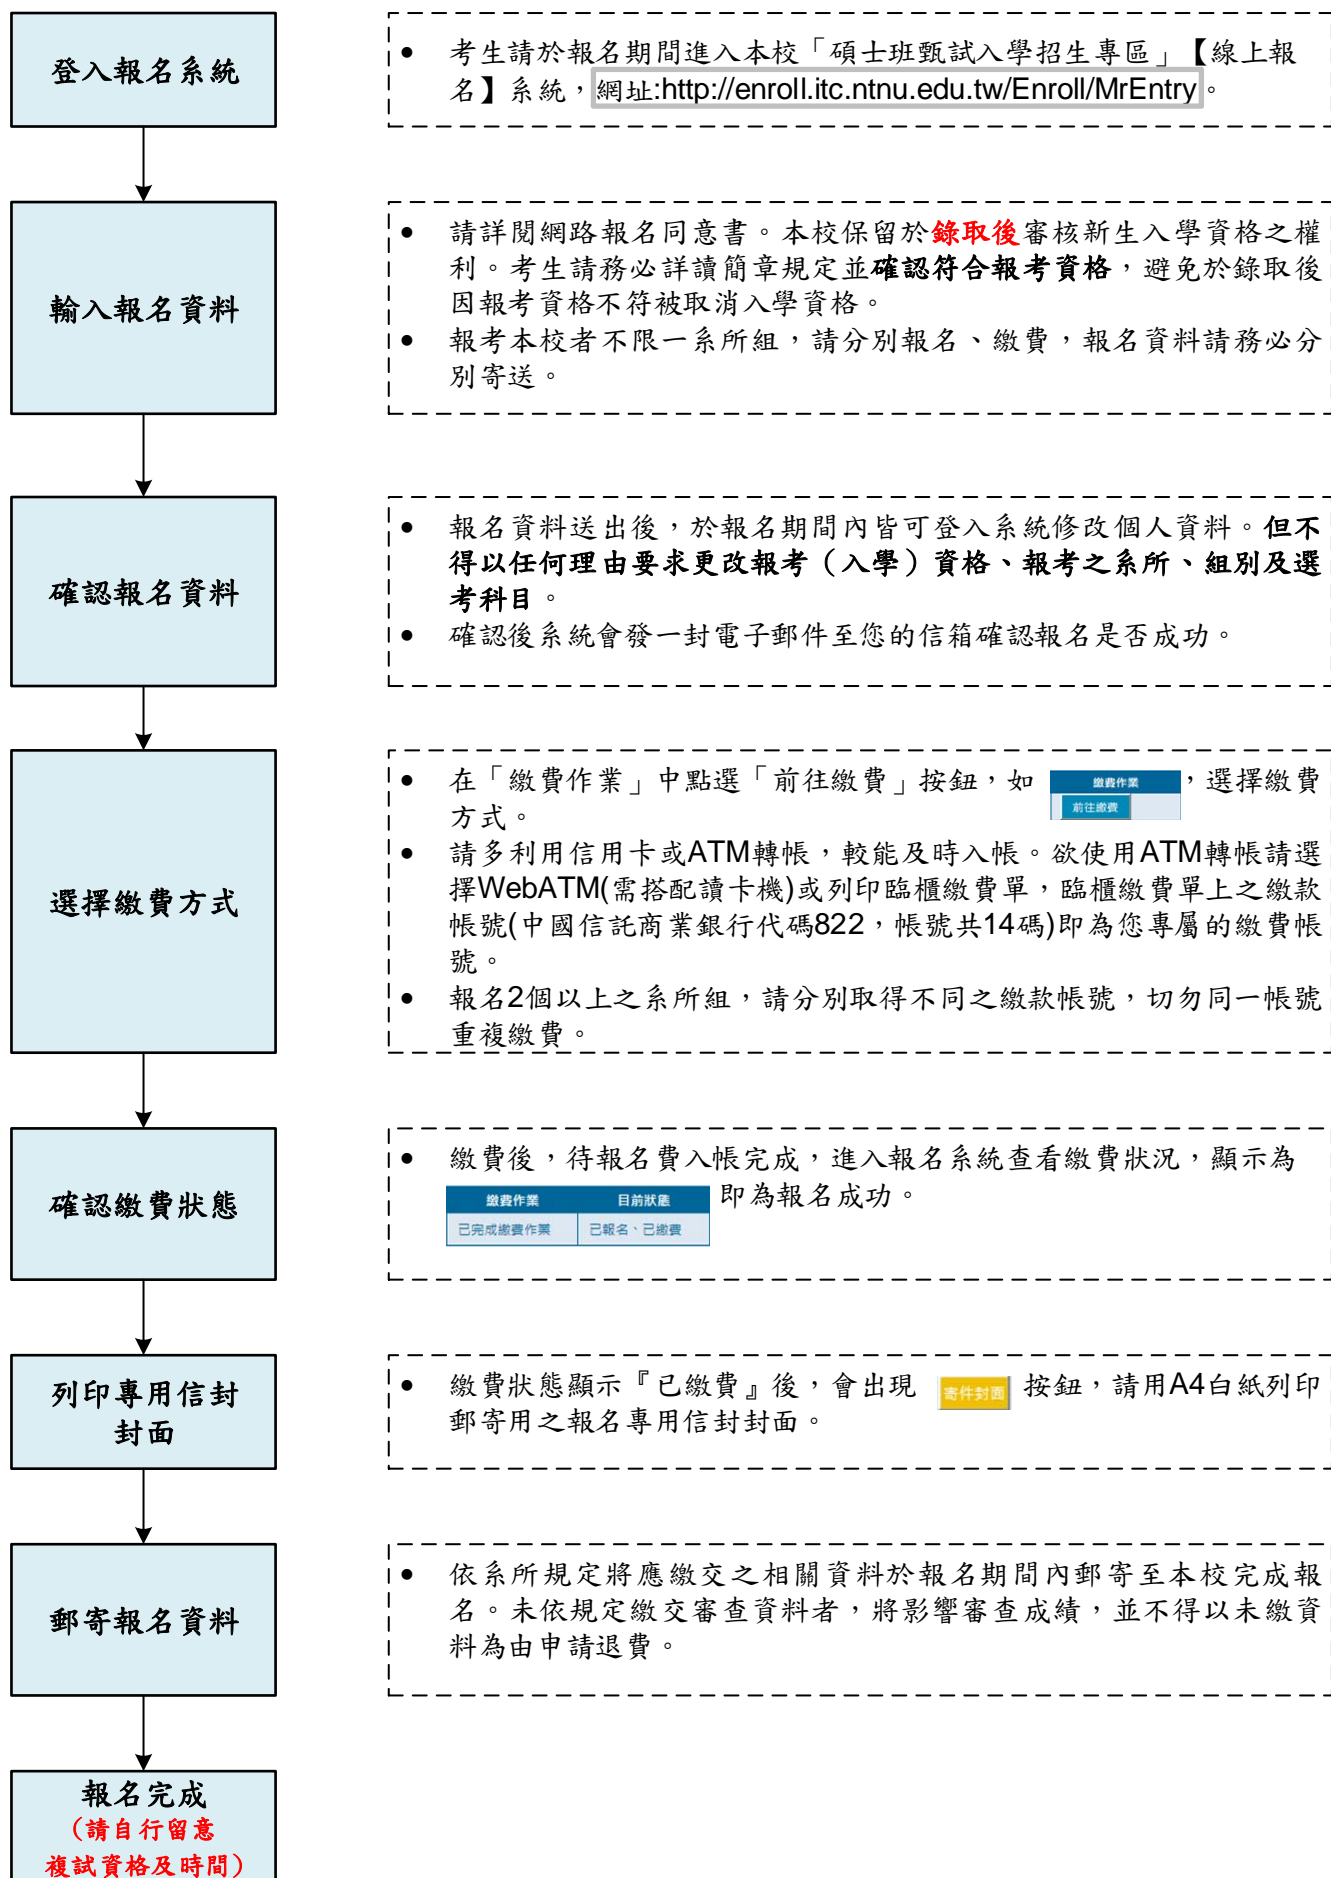 登入報名系統
• 考生請於報名期間進入本校「碩士班甄試入學招生專區」【線上報
名】系統，網址:http://enroll.itc.ntnu.edu.tw/Enroll/MrEntry。
輸入報名資料
• 請詳閱網路報名同意書。本校保留於錄取後審核新生入學資格之權
利。考生請務必詳讀簡章規定並確認符合報考資格，避免於錄取後
因報考資格不符被取消入學資格。
• 報考本校者不限一系所組，請分別報名、繳費，報名資料請務必分
別寄送。
確認報名資料
• 報名資料送出後，於報名期間內皆可登入系統修改個人資料。但不
得以任何理由要求更改報考（入學）資格、報考之系所、組別及選
考科目。
• 確認後系統會發一封電子郵件至您的信箱確認報名是否成功。
選擇繳費方式
• 在「繳費作業」中點選「前往繳費」按鈕，如 繳費作業 ，選擇繳費
前往繳費
方式。
• 請多利用信用卡或ATM轉帳，較能及時入帳。欲使用ATM轉帳請選
擇WebATM(需搭配讀卡機)或列印臨櫃繳費單，臨櫃繳費單上之繳款
帳號(中國信託商業銀行代碼822，帳號共14碼)即為您專屬的繳費帳
號。
• 報名2個以上之系所組，請分別取得不同之繳款帳號，切勿同一帳號
重複繳費。
確認繳費狀態
• 繳費後，待報名費入帳完成，進入報名系統查看繳費狀況，顯示為
繳費作業 目前狀態 即為報名成功。
已完成繳費作業 已報名、已繳費
列印專用信封
封面
• 繳費狀態顯示『已繳費』後，會出現 寄件封面 按鈕，請用A4白紙列印
郵寄用之報名專用信封封面。
郵寄報名資料
• 依系所規定將應繳交之相關資料於報名期間內郵寄至本校完成報
名。未依規定繳交審查資料者，將影響審查成績，並不得以未繳資
料為由申請退費。
報名完成
（請自行留意
複試資格及時間）